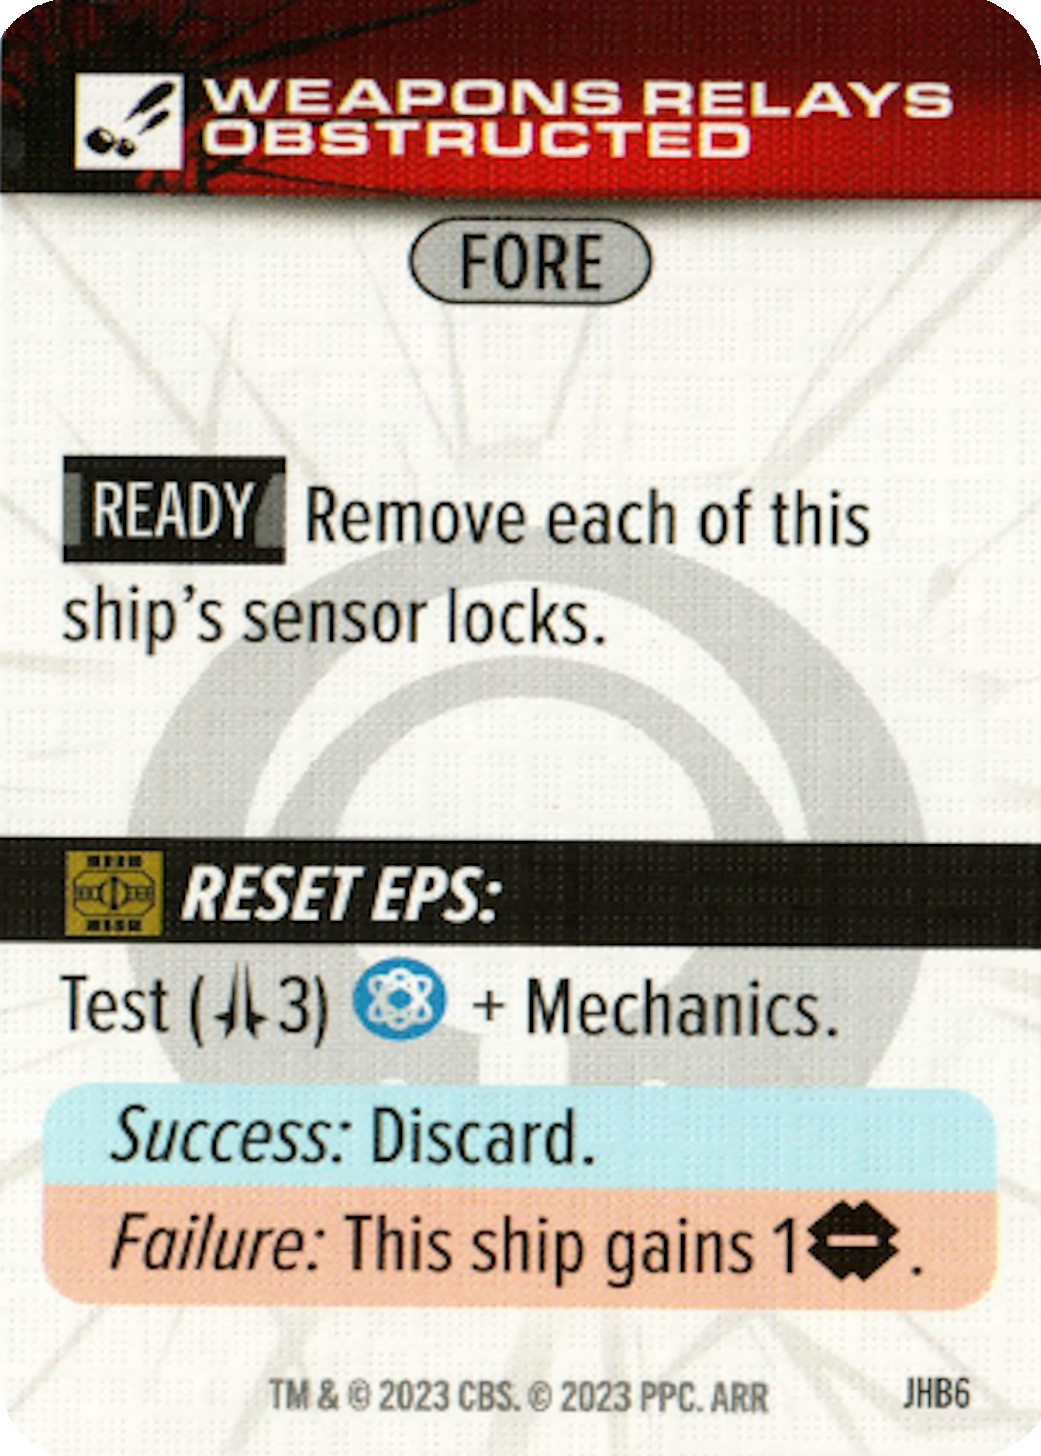 WEAPONS RELAYS
OBSTRUCTED
FORE
READY Remove each of this
ship’s sensor locks.
RESET EPS:
Test (3) + Mechanics.
Success: Discard.
Failure: This ship gains 1.
TM & © 2023 CBS. © 2023 PPC. ARR JHB6